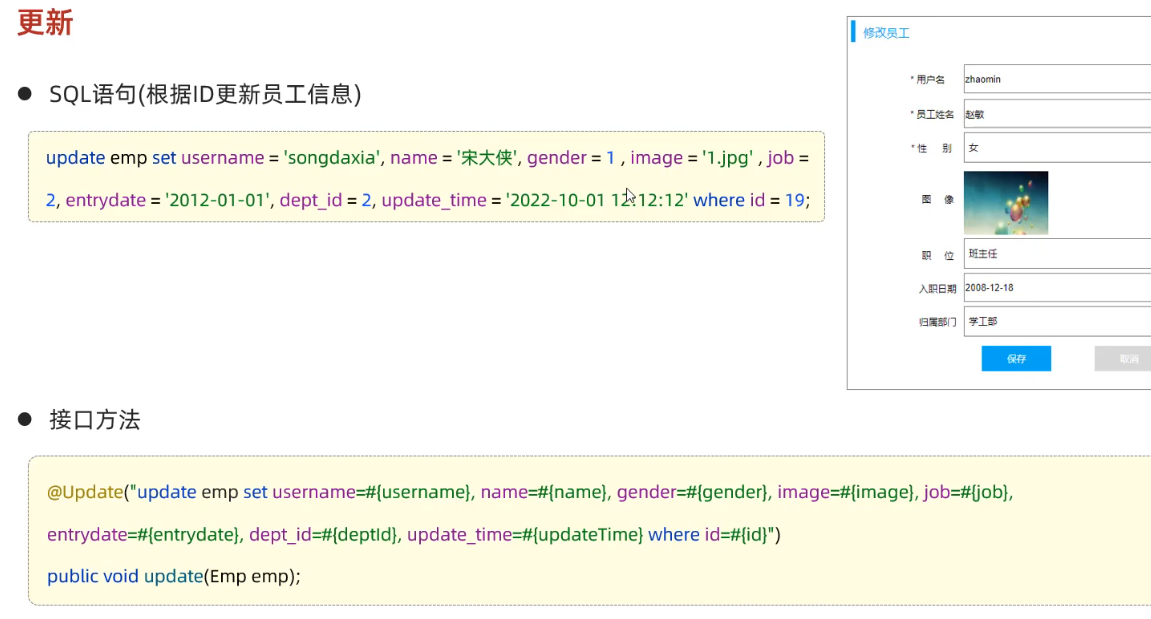 更新
● SQL语句(根据ID更新员工信息)
update emp set username = 'songdaxia', name = '宋大侠', gender = 1 , image = '1.jpg' , job =
2, entrydate = '2012-01-01', dept_id = 2, update_time = '2022-10-01 12:12:12' where id = 19;
修改员工
* 用户名 zhaomin
* 员工姓名 赵敏
* 性 别 女
图 像
职 位 班主任
入职日期 2008-12-18
归属部门 学工部
保存 取消
● 接口方法
@Update("update emp set username=#{username}, name=#{name}, gender=#{gender}, image=#{image}, job=#{job},
entrydate=#{entrydate}, dept_id=#{deptId}, update_time=#{updateTime} where id=#{id}")
public void update(Emp emp);